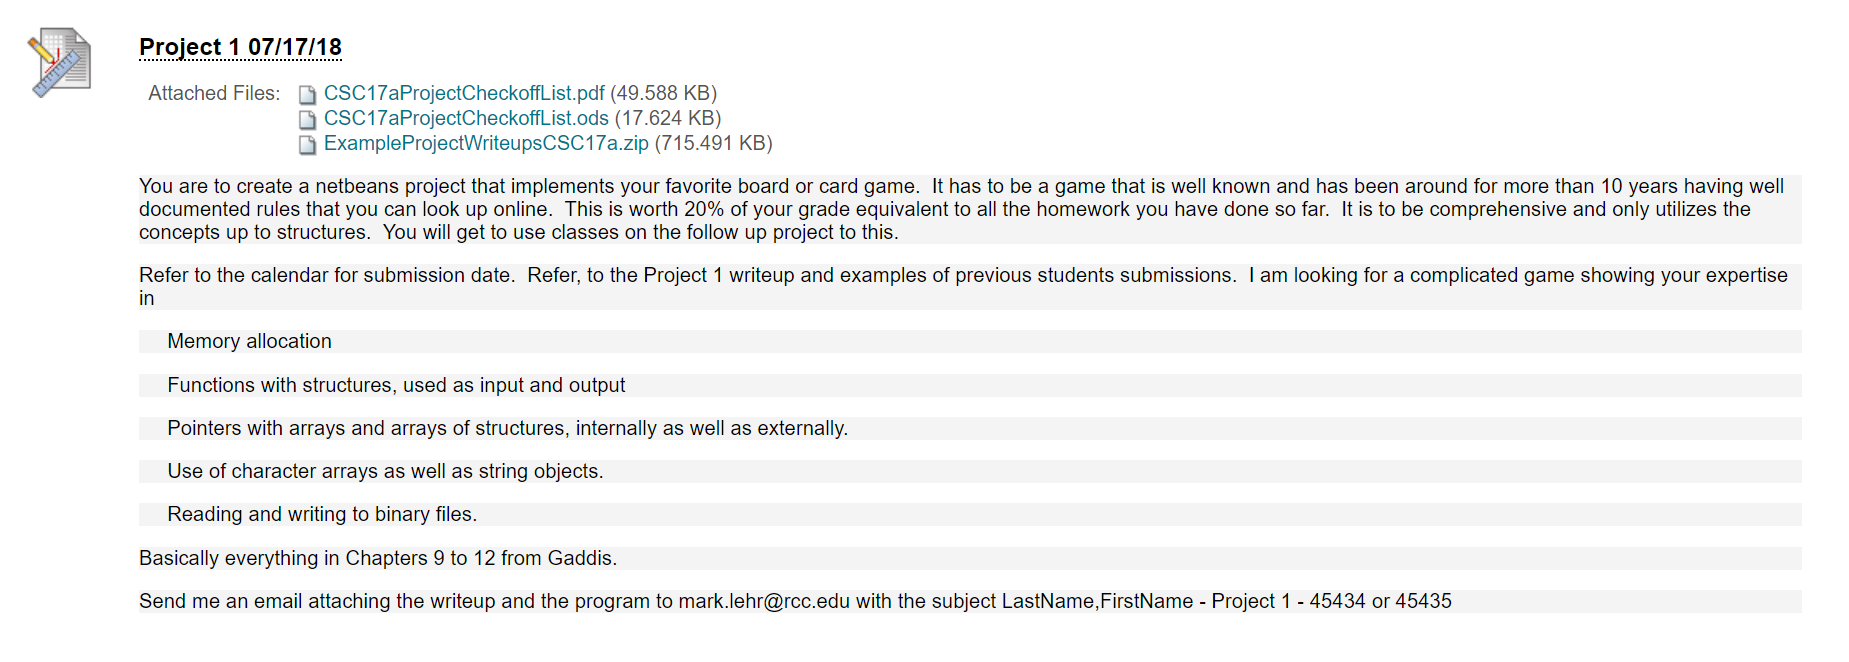 Project 1 07/17/18
Attached Files: CSC17aProjectCheckoffList.pdf (49.588 KB)
CSC17aProjectCheckoffList.ods (17.624 KB)
ExampleProjectWriteupsCSC17a.zip (715.491 KB)
You are to create a netbeans project that implements your favorite board or card game.  It has to be a game that is well known and has been around for more than 10 years having well
documented rules that you can look up online.  This is worth 20% of your grade equivalent to all the homework you have done so far.  It is to be comprehensive and only utilizes the
concepts up to structures.  You will get to use classes on the follow up project to this.
Refer to the calendar for submission date.  Refer, to the Project 1 writeup and examples of previous students submissions.  I am looking for a complicated game showing your expertise
in
Memory allocation
Functions with structures, used as input and output
Pointers with arrays and arrays of structures, internally as well as externally.
Use of character arrays as well as string objects.
Reading and writing to binary files.
Basically everything in Chapters 9 to 12 from Gaddis.
Send me an email attaching the writeup and the program to mark.lehr@rcc.edu with the subject LastName,FirstName - Project 1 - 45434 or 45435